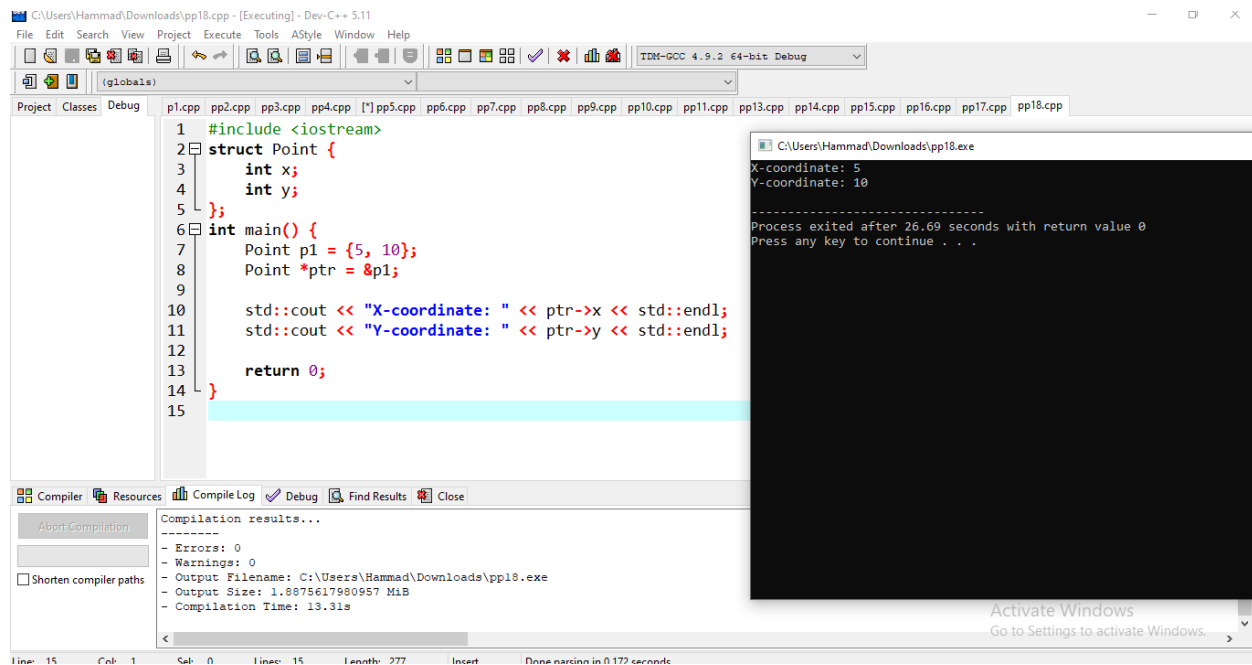 C:\Users\Hammad\Downloads\pp18.cpp - [Executing] - Dev-C++ 5.11
File Edit Search View Project Execute Tools AStyle Window Help
TDM-GCC 4.9.2 64-bit Debug
(globals)
Project Classes Debug
p1.cpp pp2.cpp pp3.cpp pp4.cpp [*] pp5.cpp pp6.cpp pp7.cpp pp8.cpp pp9.cpp pp10.cpp pp11.cpp pp13.cpp pp14.cpp pp15.cpp pp16.cpp pp17.cpp pp18.cpp
1 #include <iostream>
2 struct Point {
3 int x;
4 int y;
5 };
6 int main() {
7 Point p1 = {5, 10};
8 Point *ptr = &p1;
9
10 std::cout << "X-coordinate: " << ptr->x << std::endl;
11 std::cout << "Y-coordinate: " << ptr->y << std::endl;
12
13 return 0;
14 }
15
C:\Users\Hammad\Downloads\pp18.exe
X-coordinate: 5
Y-coordinate: 10
--------------------------------
Process exited after 26.69 seconds with return value 0
Press any key to continue . . .
Compiler Resources Compile Log Debug Find Results Close
Abort Compilation
Shorten compiler paths
Compilation results...
--------
- Errors: 0
- Warnings: 0
- Output Filename: C:\Users\Hammad\Downloads\pp18.exe
- Output Size: 1.8875617980957 MiB
- Compilation Time: 13.31s
Activate Windows
Go to Settings to activate Windows.
Line: 15 Col: 1 Sel: 0 Lines: 15 Length: 277 Insert Done parsing in 0.172 seconds